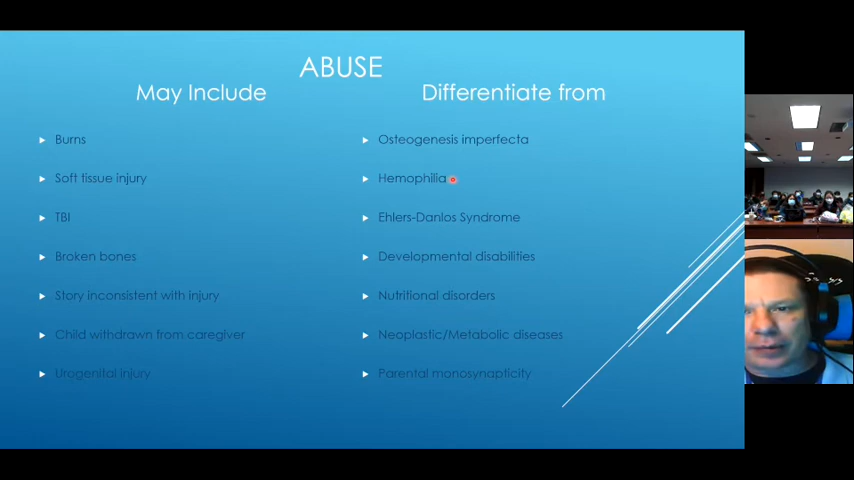 ABUSE
May Include
Burns
Soft tissue injury
TBI
Broken bones
Story inconsistent with injury
Child withdrawn from caregiver
Urogenital injury
Differentiate from
Osteogenesis imperfecta
Hemophilia
Ehlers-Danlos Syndrome
Developmental disabilities
Nutritional disorders
Neoplastic/Metabolic diseases
Parental monosynapticity